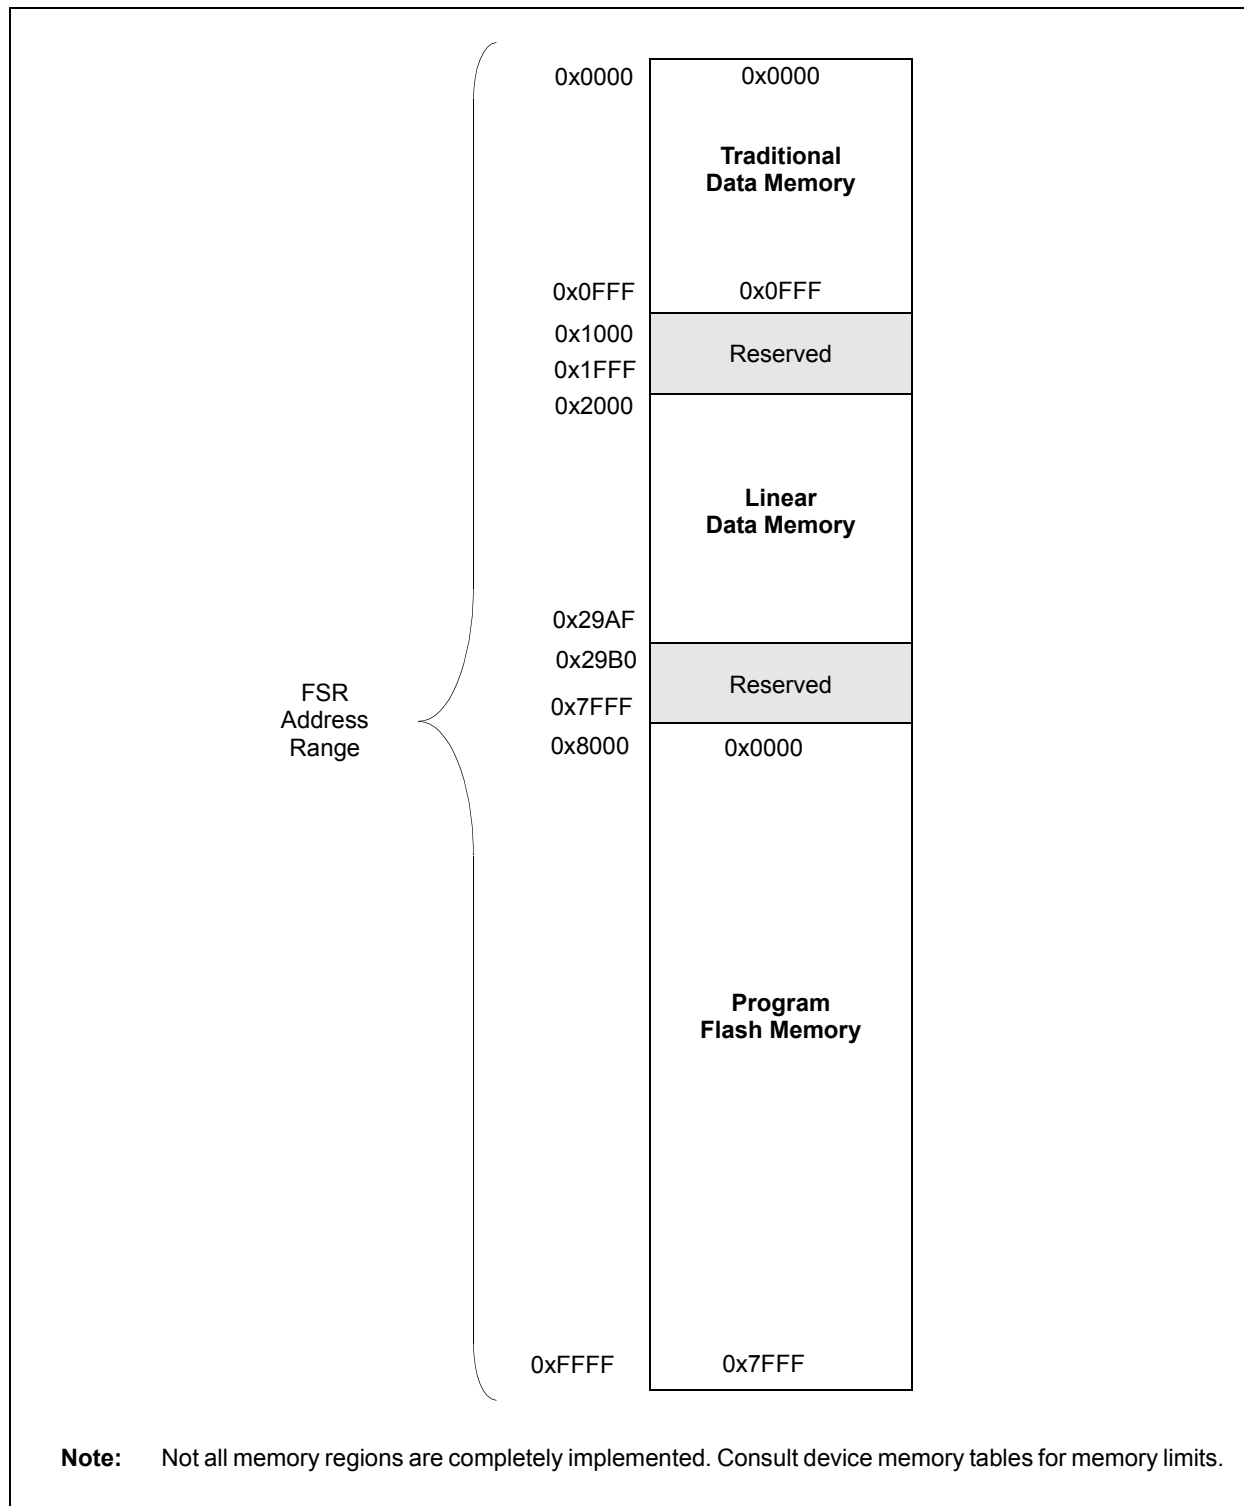 0x0000 0x0000
Traditional
Data Memory
0x0FFF 0x0FFF
0x1000
Reserved
0x1FFF
0x2000
Linear
Data Memory
0x29AF
0x29B0
Reserved
FSR
Address
Range
0x7FFF
0x8000 0x0000
Program
Flash Memory
0xFFFF 0x7FFF
Note: Not all memory regions are completely implemented. Consult device memory tables for memory limits.